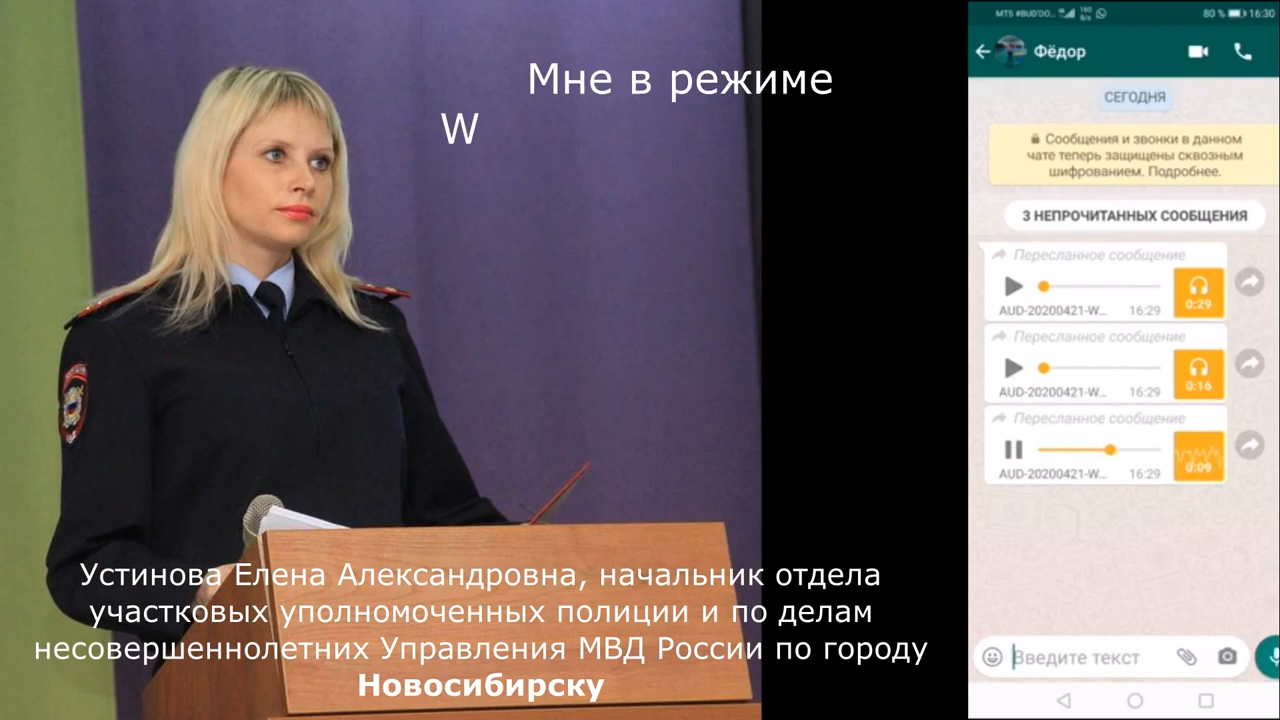 Мне в режиме
W
Устинова Елена Александровна, начальник отдела
участковых уполномоченных полиции и по делам
несовершеннолетних Управления МВД России по городу
Новосибирску
MTS #BUD'DO...
80 %
16:30
Фёдор
СЕГОДНЯ
Сообщения и звонки в данном
чате теперь защищены сквозным
шифрованием. Подробнее.
3 НЕПРОЧИТАННЫХ СООБЩЕНИЯ
Пересланное сообщение
0:29
AUD-20200421-W...
16:29
Пересланное сообщение
0:16
AUD-20200421-W...
16:29
Пересланное сообщение
0:09
AUD-20200421-W...
16:29
Введите текст